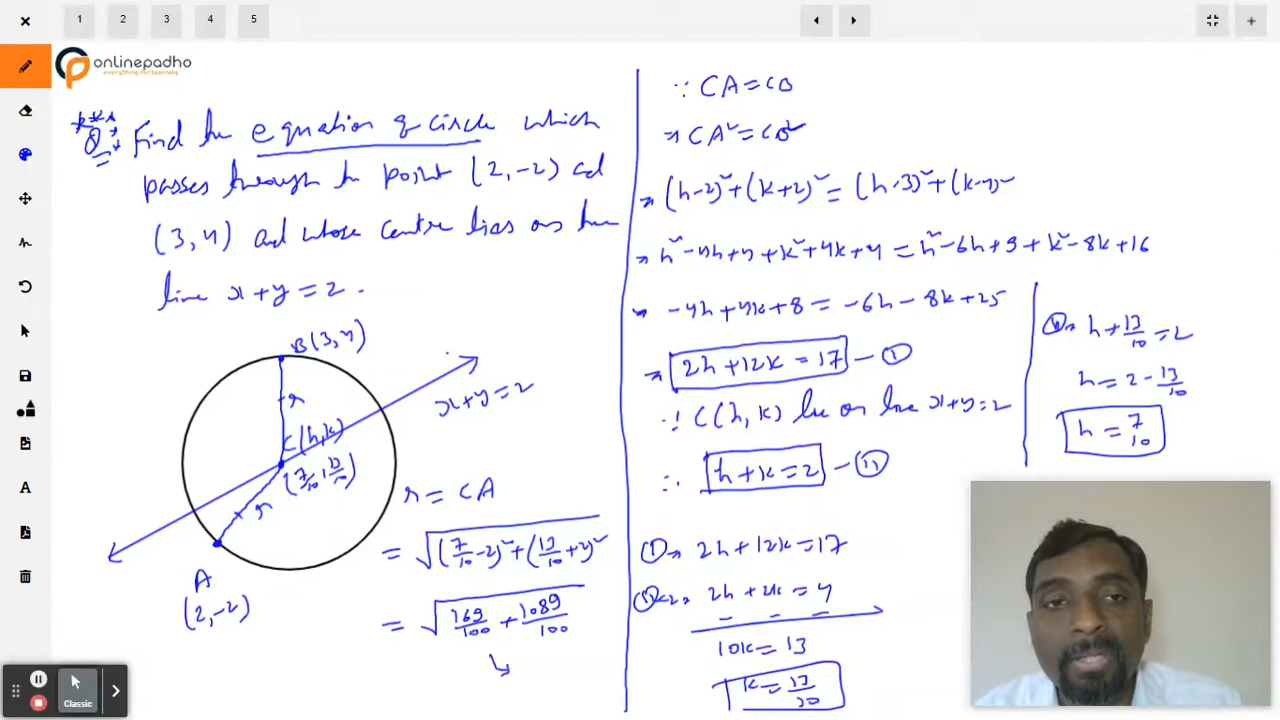 1 2 3 4 5
onlinepadho
everything for learning
Q. Find the equation of circle which
passes through the point (2,-2) and
(3,4) and whose centre lies on the
line x+y=2.
B(3,4)
r
x+y=2
C(h,k)
(7/10, 13/10)
r
A
(2,-2)
r = CA
= √((7/10-2)²+(13/10+2)²)
= √(169/100+1089/100)
∵ CA=CB
⇒ CA²=CB²
⇒ (h-2)²+(k+2)²=(h-3)²+(k-4)²
⇒ h²-4h+4+k²+4k+4=h²-6h+9+k²-8k+16
⇒ -4h+4k+8=-6h-8k+25
⇒ 2h+12k=17 - (I)
∵ C(h,k) lie on line x+y=2
∴ h+k=2 - (II)
(I)⇒ 2h+12k=17
(II)×2⇒ 2h+2k=4
- - -
10k=13
k=13/10
(II)⇒ h+13/10=2
h=2-13/10
h=7/10
Classic